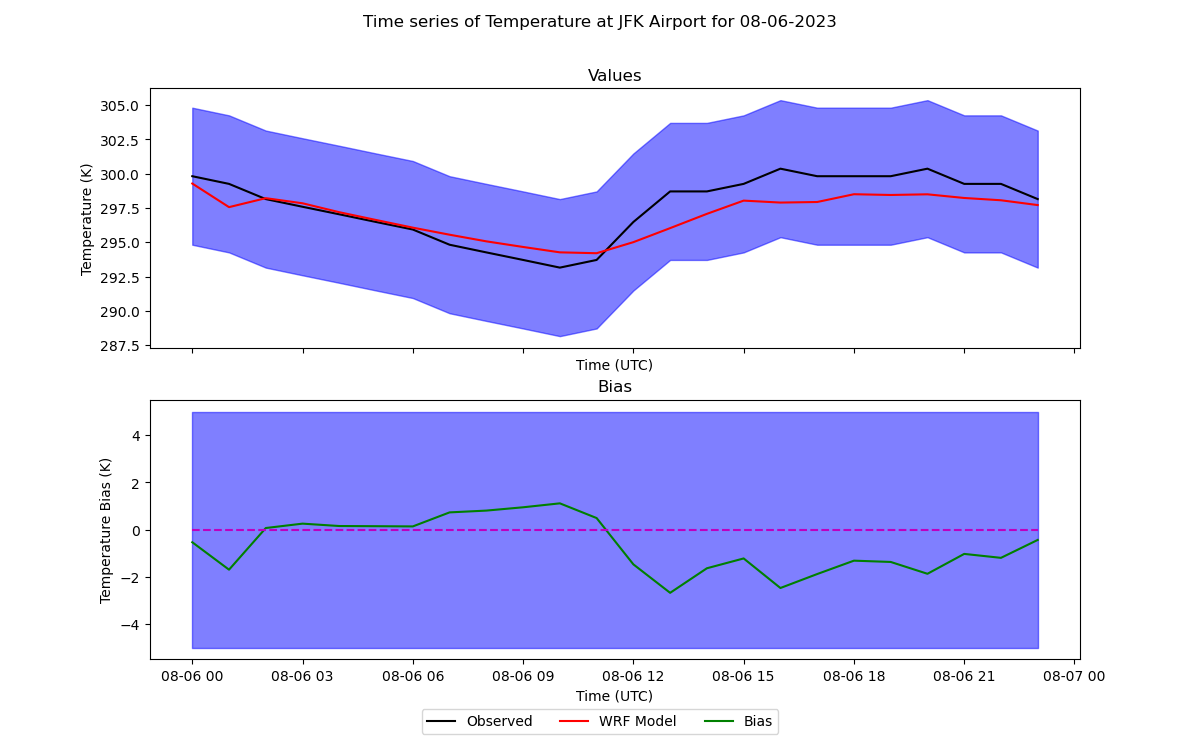 Time series of Temperature at JFK Airport for 08-06-2023
Values
Temperature (K)
305.0
302.5
300.0
297.5
295.0
292.5
290.0
287.5
Time (UTC)
Bias
Temperature Bias (K)
4
2
0
−2
−4
08-06 00 08-06 03 08-06 06 08-06 09 08-06 12 08-06 15 08-06 18 08-06 21 08-07 00
Time (UTC)
Observed WRF Model Bias